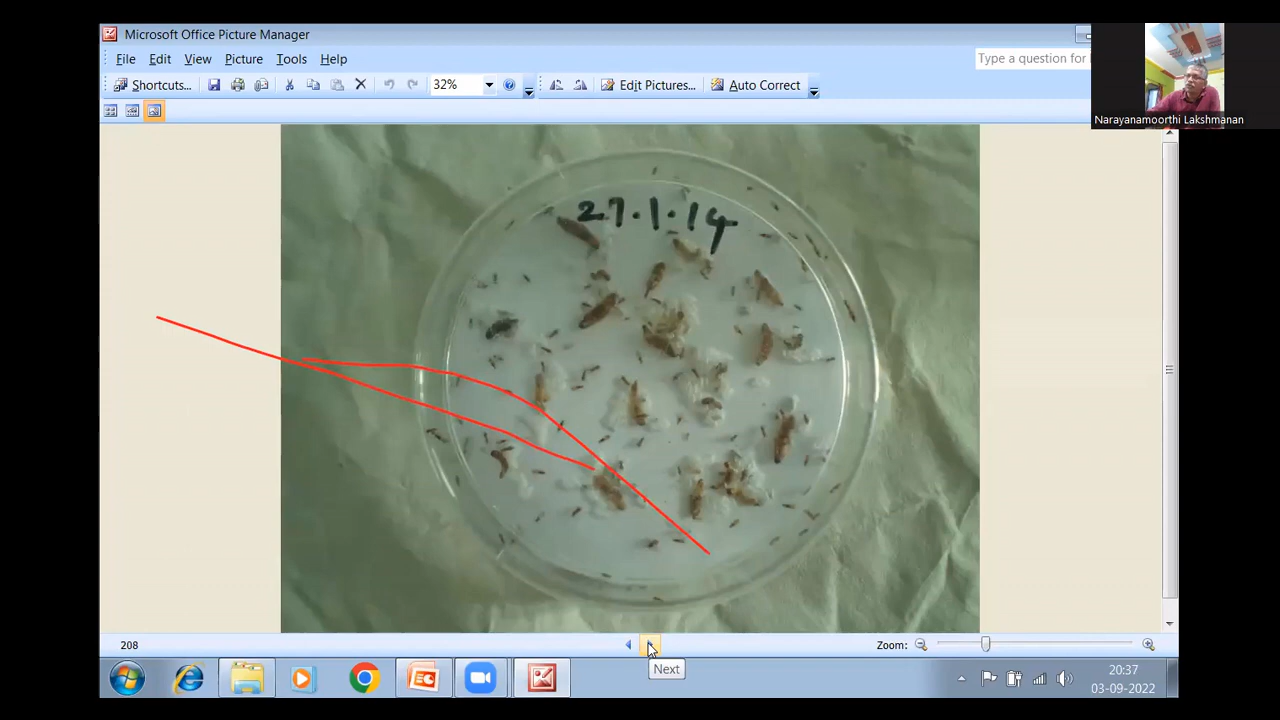 Microsoft Office Picture Manager
File Edit View Picture Tools Help
Type a question for
Shortcuts...
32%
Edit Pictures...
Auto Correct
Narayanamoorthi Lakshmanan
27.1.14
208
Zoom:
Next
20:37
03-09-2022